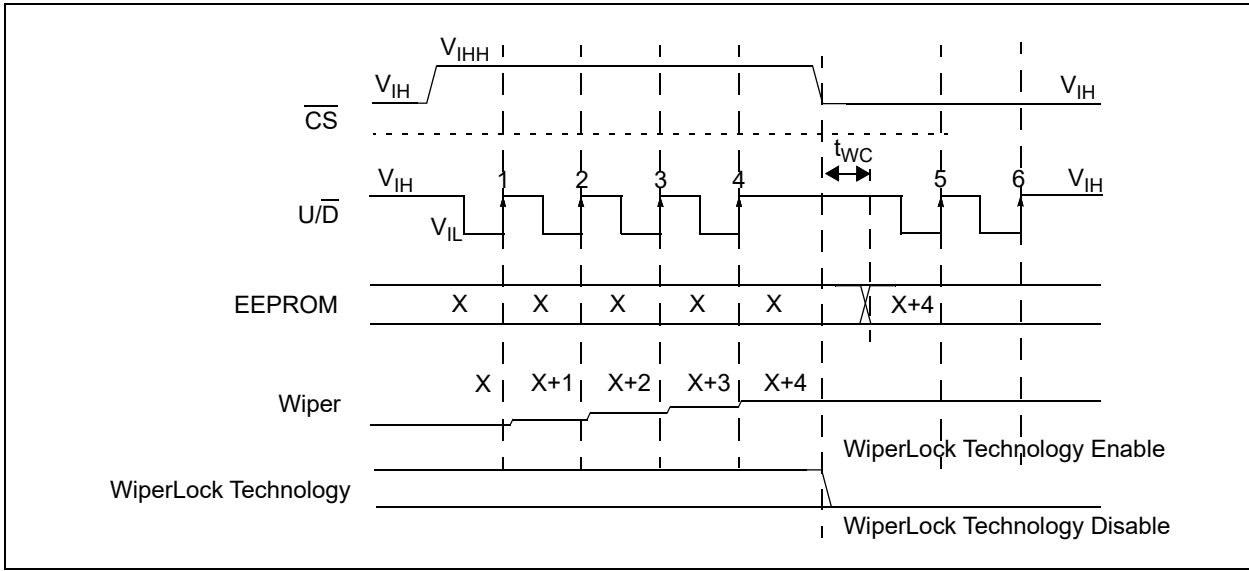 VIHH
VIH VIH
CS
tWC
VIH 1 2 3 4 5 6 VIH
U/D
VIL
EEPROM X X X X X X+4
X X+1 X+2 X+3 X+4
Wiper
WiperLock Technology Enable
WiperLock Technology
WiperLock Technology Disable